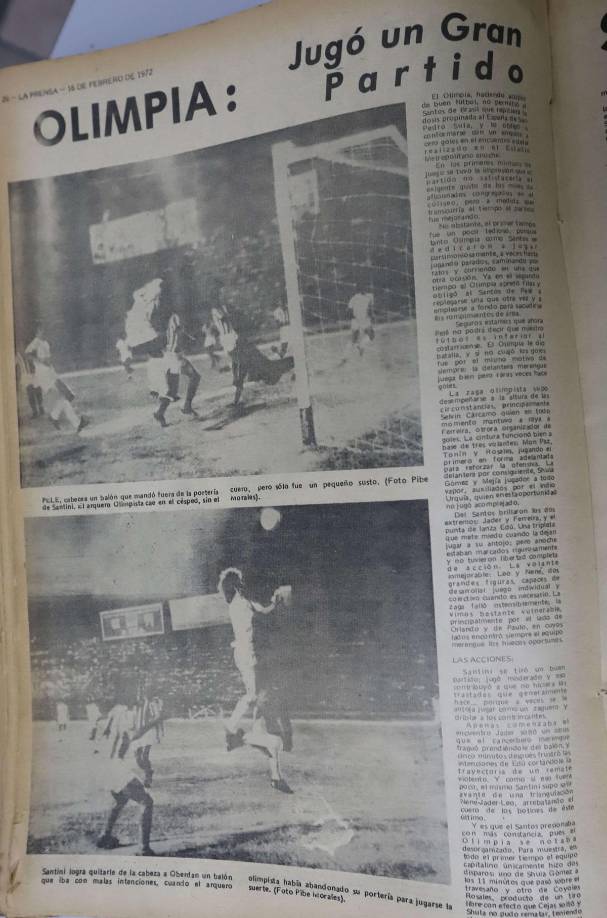 20 — LA PRENSA — 16 DE FEBRERO DE 1972
OLIMPIA:
Jugó un Gran
Partido
PELE, cabecea un balón que mandó fuera de la portería
de Santini. El arquero Olimpista cae en el césped, sin el
cuero, pero sólo fue un pequeño susto. (Foto Pibe
Morales).
Santini logra quitarle de la cabeza a Oberdan un balón
que iba con malas intenciones, cuando el arquero
olimpista había abandonado su portería para jugarse la
suerte. (Foto Pibe Morales).
El Olimpia, haciendo
de buen fútbol, no permitió al
Santos de Brasil que repitiera la
dosis propinada al España de San
Pedro Sula, y lo obligó a
conformarse con un empate a
cero goles en el encuentro
realizado en el Estadio
Metropolitano anoche.
En los primeros minutos de
juego se tuvo la impresión que el
partido no satisfacería el
exigente gusto de los miles de
aficionados congregados en el
coliseo, pero a medida que
transcurría el tiempo el partido
fue mejorando.
No obstante, el primer tiempo
fue un poco tedioso, porque
tanto Olimpia como Santos se
dedicaron a jugar
parsimoniosamente, a veces hasta
jugando parados, caminando por
ratos y corriendo en una que
otra ocasión. Ya en el segundo
tiempo el Olimpia apretó filas y
obligó al Santos de Pelé a
replegarse una que otra vez y a
emplearse a fondo para sacudirse
los rompimientos de área.
Seguros estamos que ahora
Pelé no podrá decir que nuestro
fútbol es inferior al
costarricense. El Olimpia le dio
batalla, y si no clugó los goles
fue por el mismo motivo de
siempre: la delantera merengue
juega bien pero raras veces hace
goles.
La zaga olimpista supo
desempeñarse a la altura de las
circunstancias, principalmente
Selvin Cárcamo quien en todo
momento mantuvo a raya a
Ferreira, otrora organizador de
goles. La cintura funcionó bien a
base de tres volantes: Mon Paz,
Tonín y Rosales, jugando el
primero en forma adelantada
para reforzar la ofensiva. La
delantera por consiguiente, Shula
Gómez y Mejía jugador a todo
vapor, auxiliados por el indio
Urquía, quien en esta oportunidad
no jugó acomplejado.
Del Santos brillaron los dos
extremos: Jader y Ferreira, y el
punta de lanza Edú. Una tripleta
que mete miedo cuando la dejan
jugar a su antojo; pero anoche
estaban marcados rigurosamente
y no tuvieron libertad completa
de acción. La volante
inmejorable: Leo y Nené, dos
grandes figuras, capaces de
desarrollar juego individual y
colectivo cuando es necesario. La
zaga falló ostensiblemente, la
vimos bastante vulnerable,
principalmente por el lado de
Orlando y de Paulo, en cuyos
lados encontró siempre el equipo
merengue los huecos oportunos.
LAS ACCIONES:
Santini se tiró un buen
partido; jugó moderado y eso
contribuyó a que no hiciera las
trastadas que generalmente
hace... porque a veces se le
antoja jugar como un zaguero y
driblar a los contrincantes.
Apenas comenzaba el
encuentro Jader soltó un obús
que el cancerbero merengue
fraguó prendiéndole del balón, y
cinco minutos después frustró las
intenciones de Edú cortándole la
trayectoria de un remate
violento. Y como si eso fuera
poco, el mismo Santini supo salir
avante de una triangulación
Nené-Jader-Leo, arrebatando el
cuero de los botines de éste
último.
Y es que el Santos presionaba
con más constancia, pues el
Olimpia se notaba
desorganizado. Para muestra, en
todo el primer tiempo el equipo
capitalino únicamente hizo dos
disparos: uno de Shula Gómez a
los 11 minutos que pasó sobre el
travesaño y otro de Coyoles
Rosales, producto de un tiro
libre con efecto que Cejas soltó y
Shula no pudo rematar, teniendo